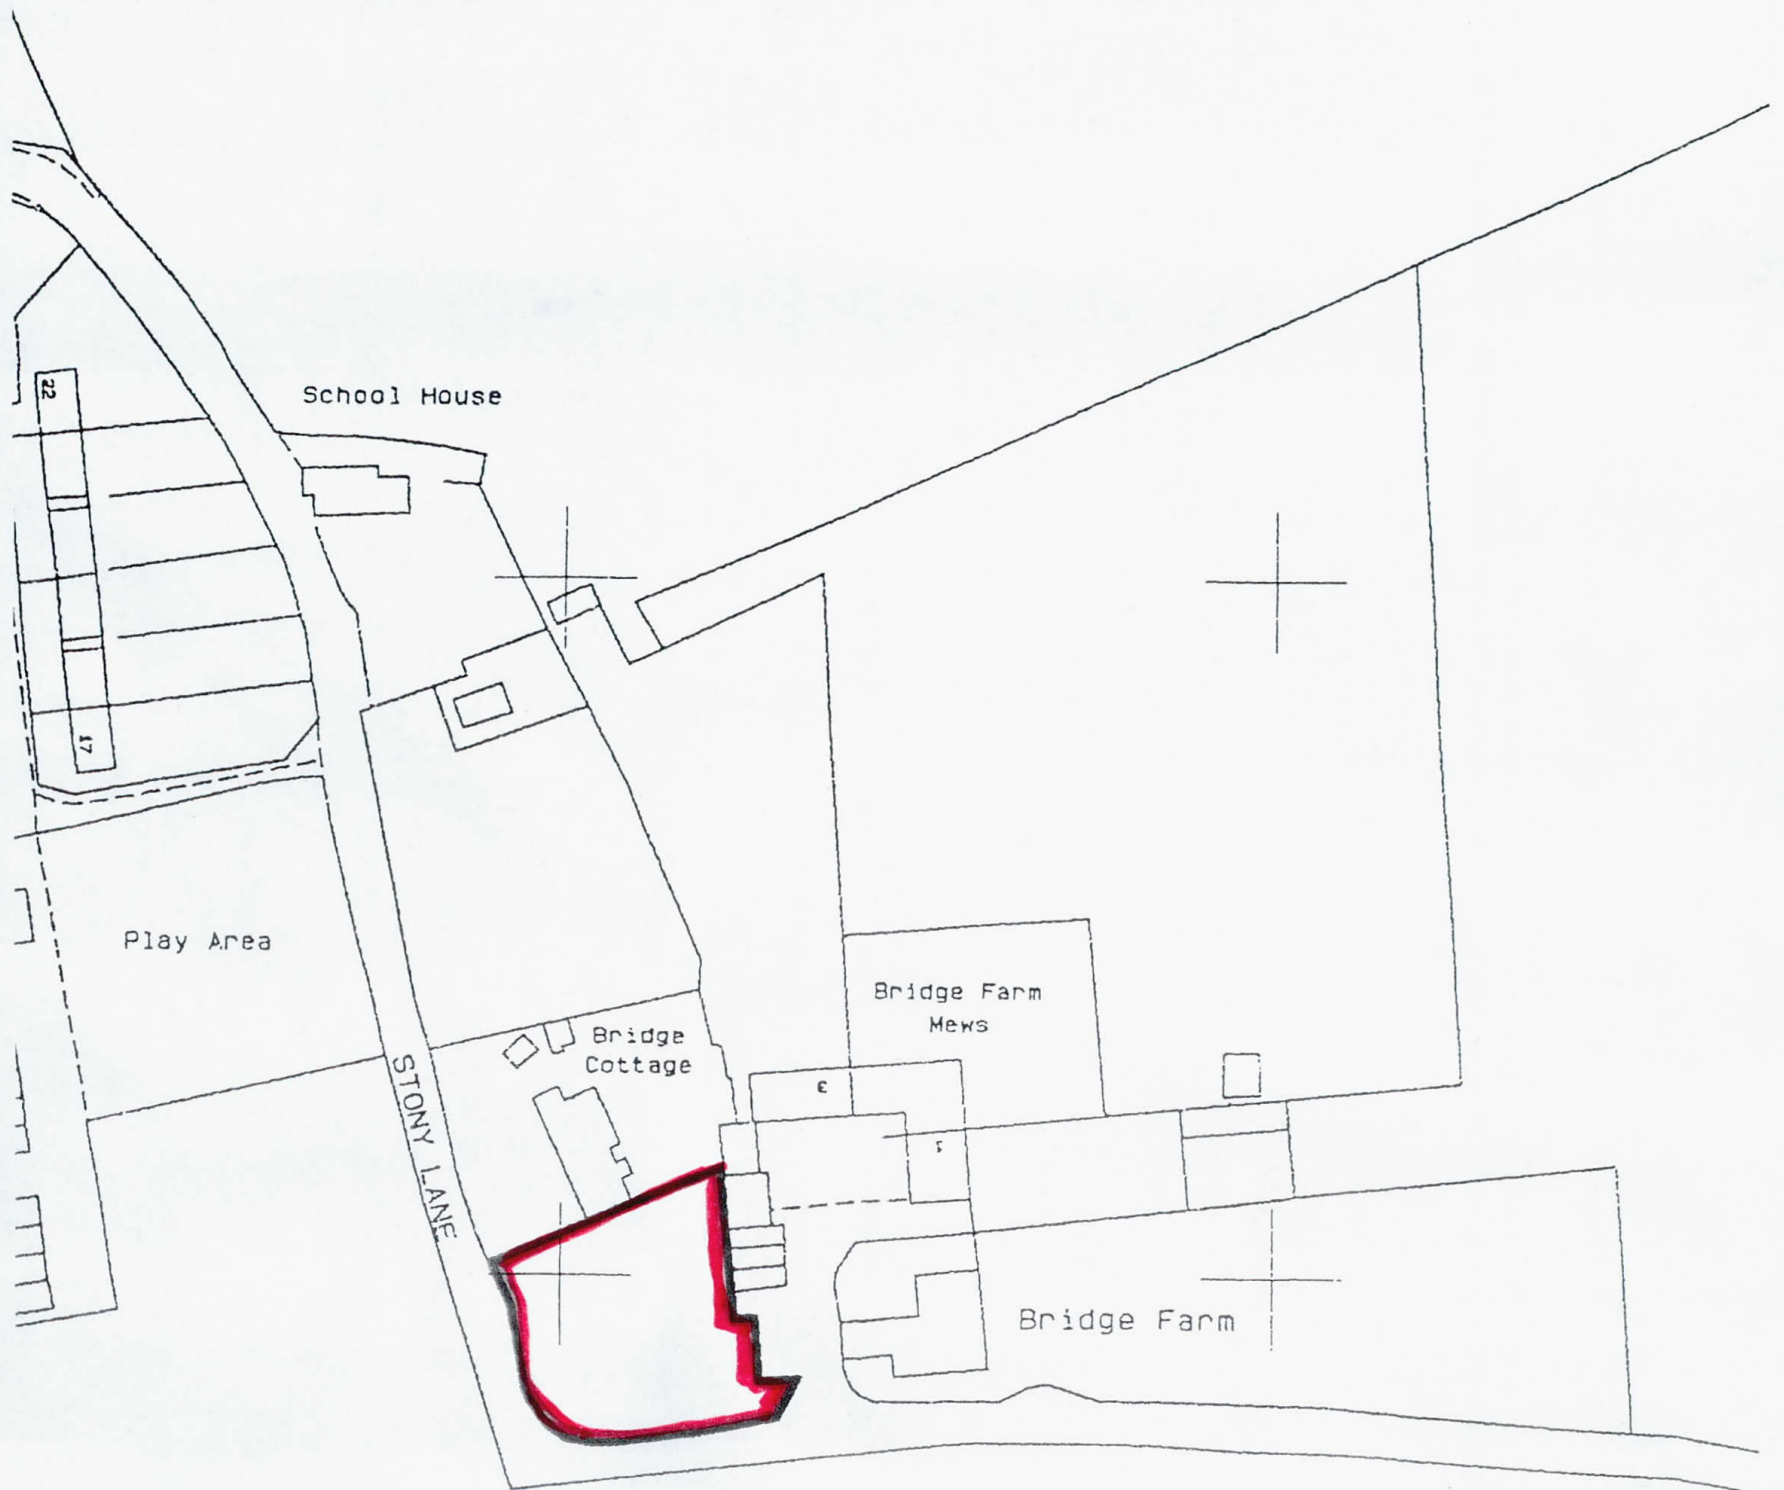 School House
22
17
Play Area
Bridge Farm
Mews
Bridge
Cottage
3
1
STONY LANE
Bridge Farm